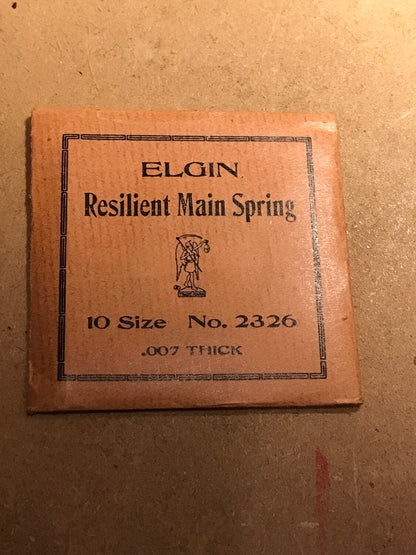 ELGIN
Resilient Main Spring
10 Size No. 2326
.007 THICK